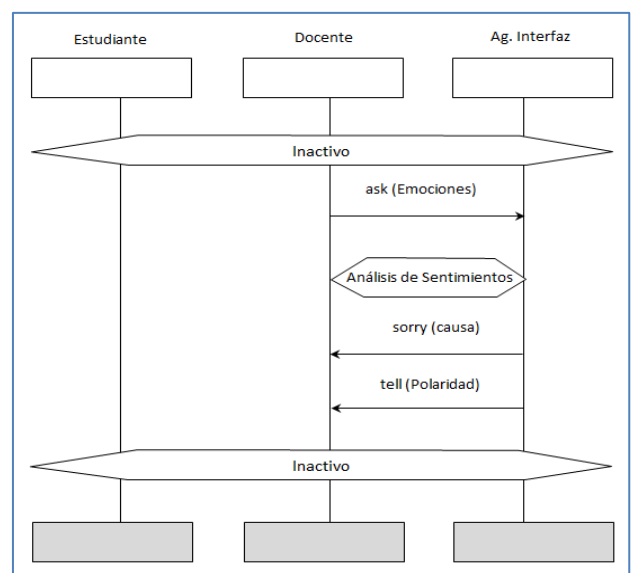 Estudiante
Docente
Ag. Interfaz
Inactivo
ask (Emociones)
Análisis de Sentimientos
sorry (causa)
tell (Polaridad)
Inactivo